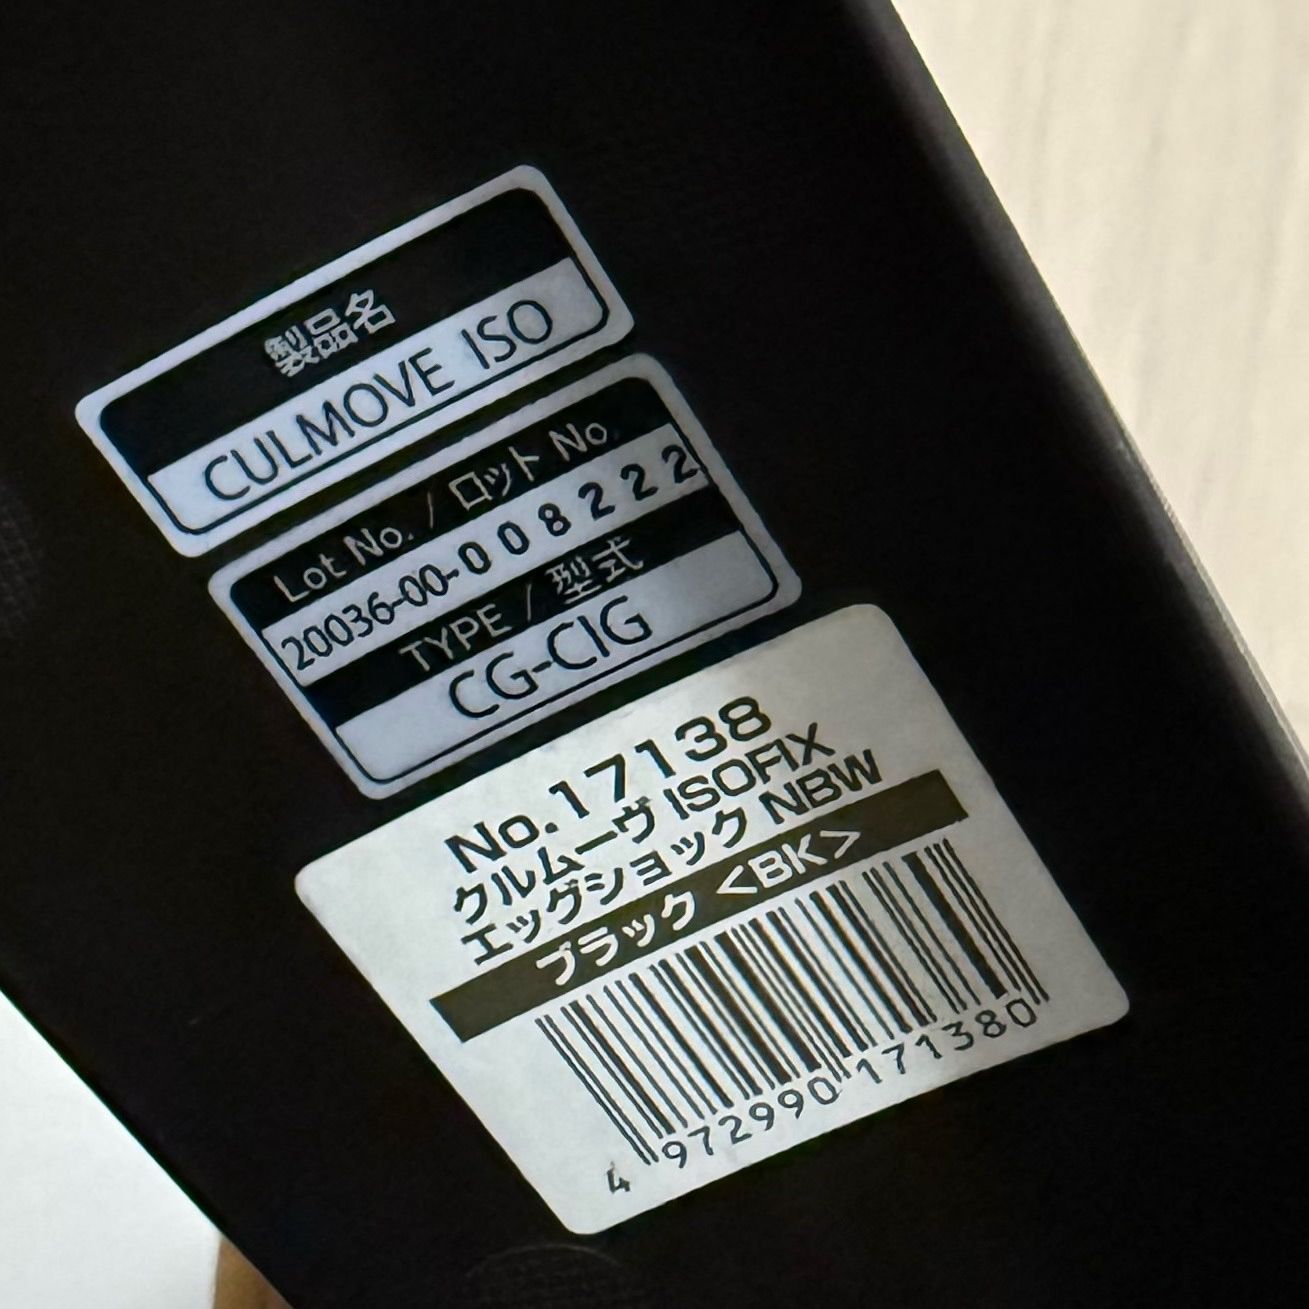 製品名
CULMOVE ISO
Lot No. / ロット No.
20036-00-008222
TYPE / 型式
CG-CIG
No.17138
クルムーヴ ISOFIX
エッグショック NBW
ブラック <BK>
4 972990 171380